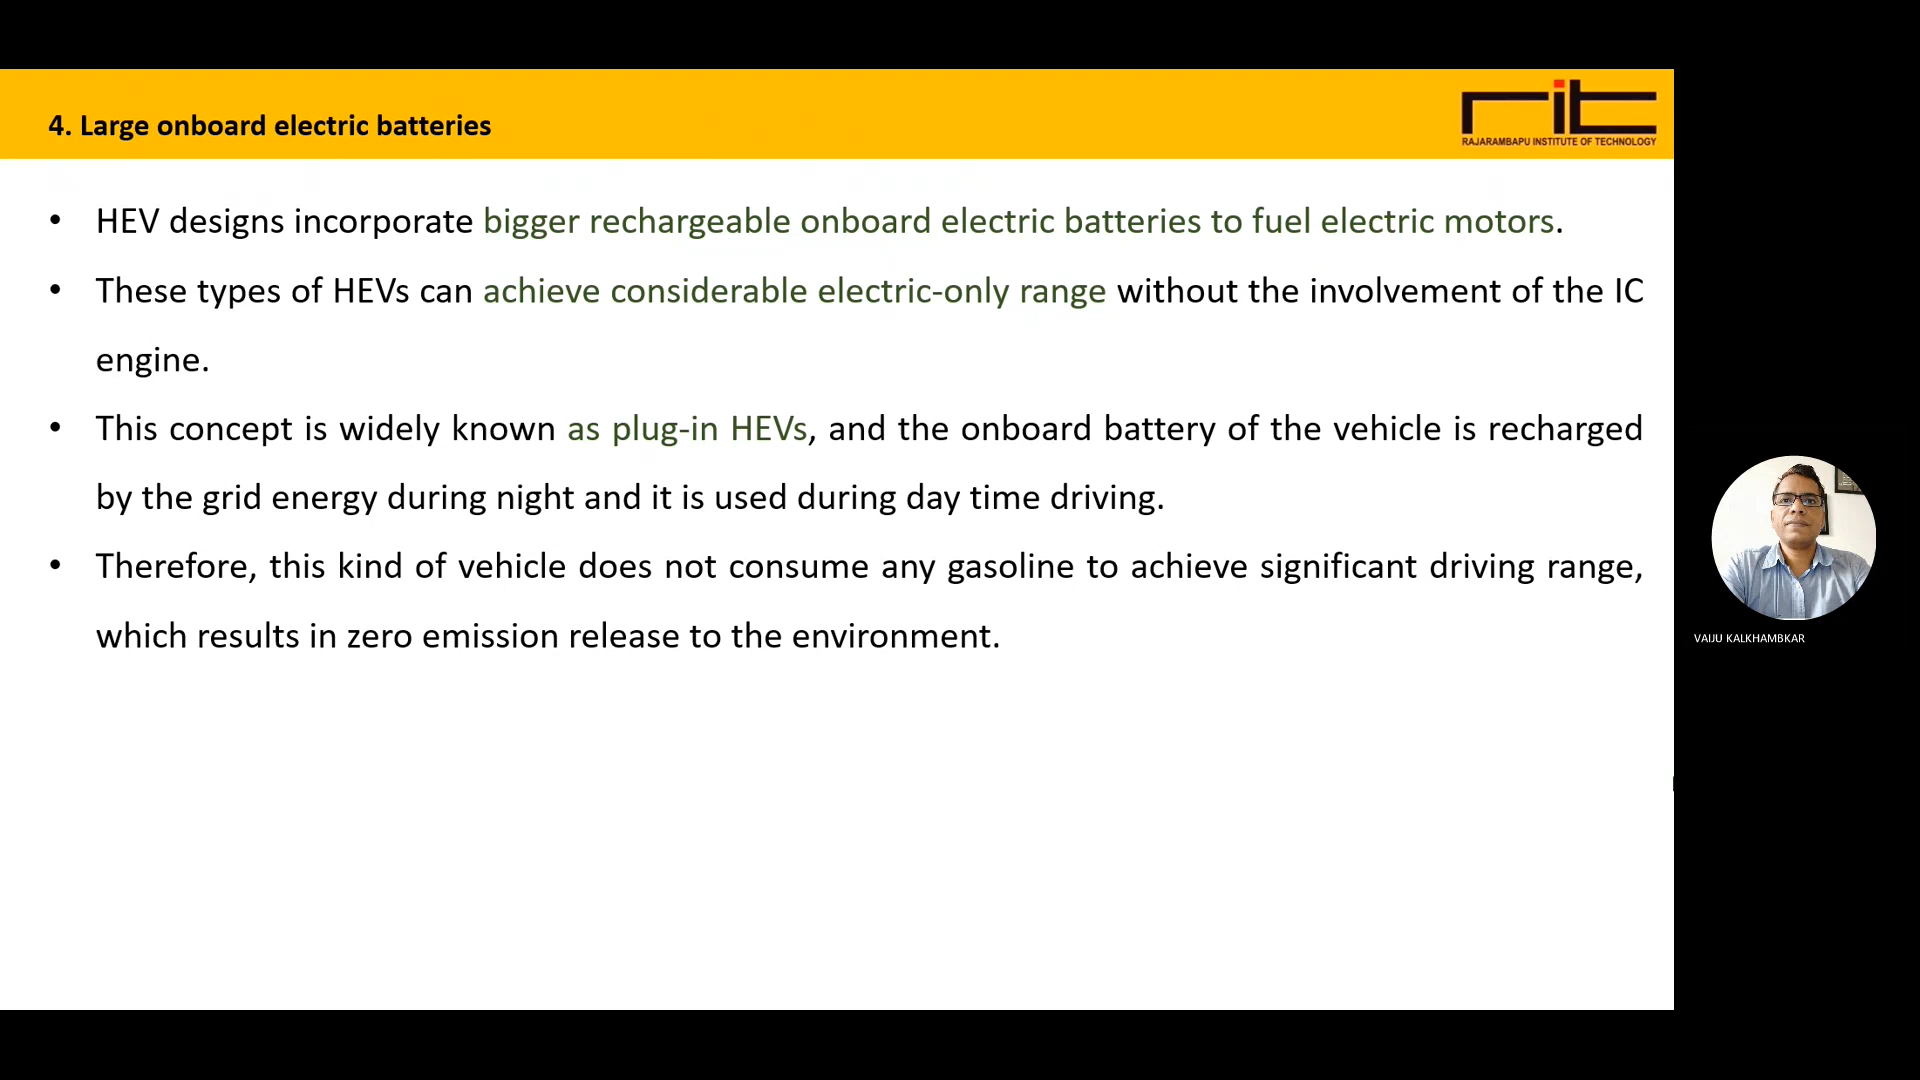 4. Large onboard electric batteries
rit
RAJARAMBAPU INSTITUTE OF TECHNOLOGY
• HEV designs incorporate bigger rechargeable onboard electric batteries to fuel electric motors.
• These types of HEVs can achieve considerable electric-only range without the involvement of the IC
engine.
• This concept is widely known as plug-in HEVs, and the onboard battery of the vehicle is recharged
by the grid energy during night and it is used during day time driving.
• Therefore, this kind of vehicle does not consume any gasoline to achieve significant driving range,
which results in zero emission release to the environment.
VAIJU KALKHAMBKAR